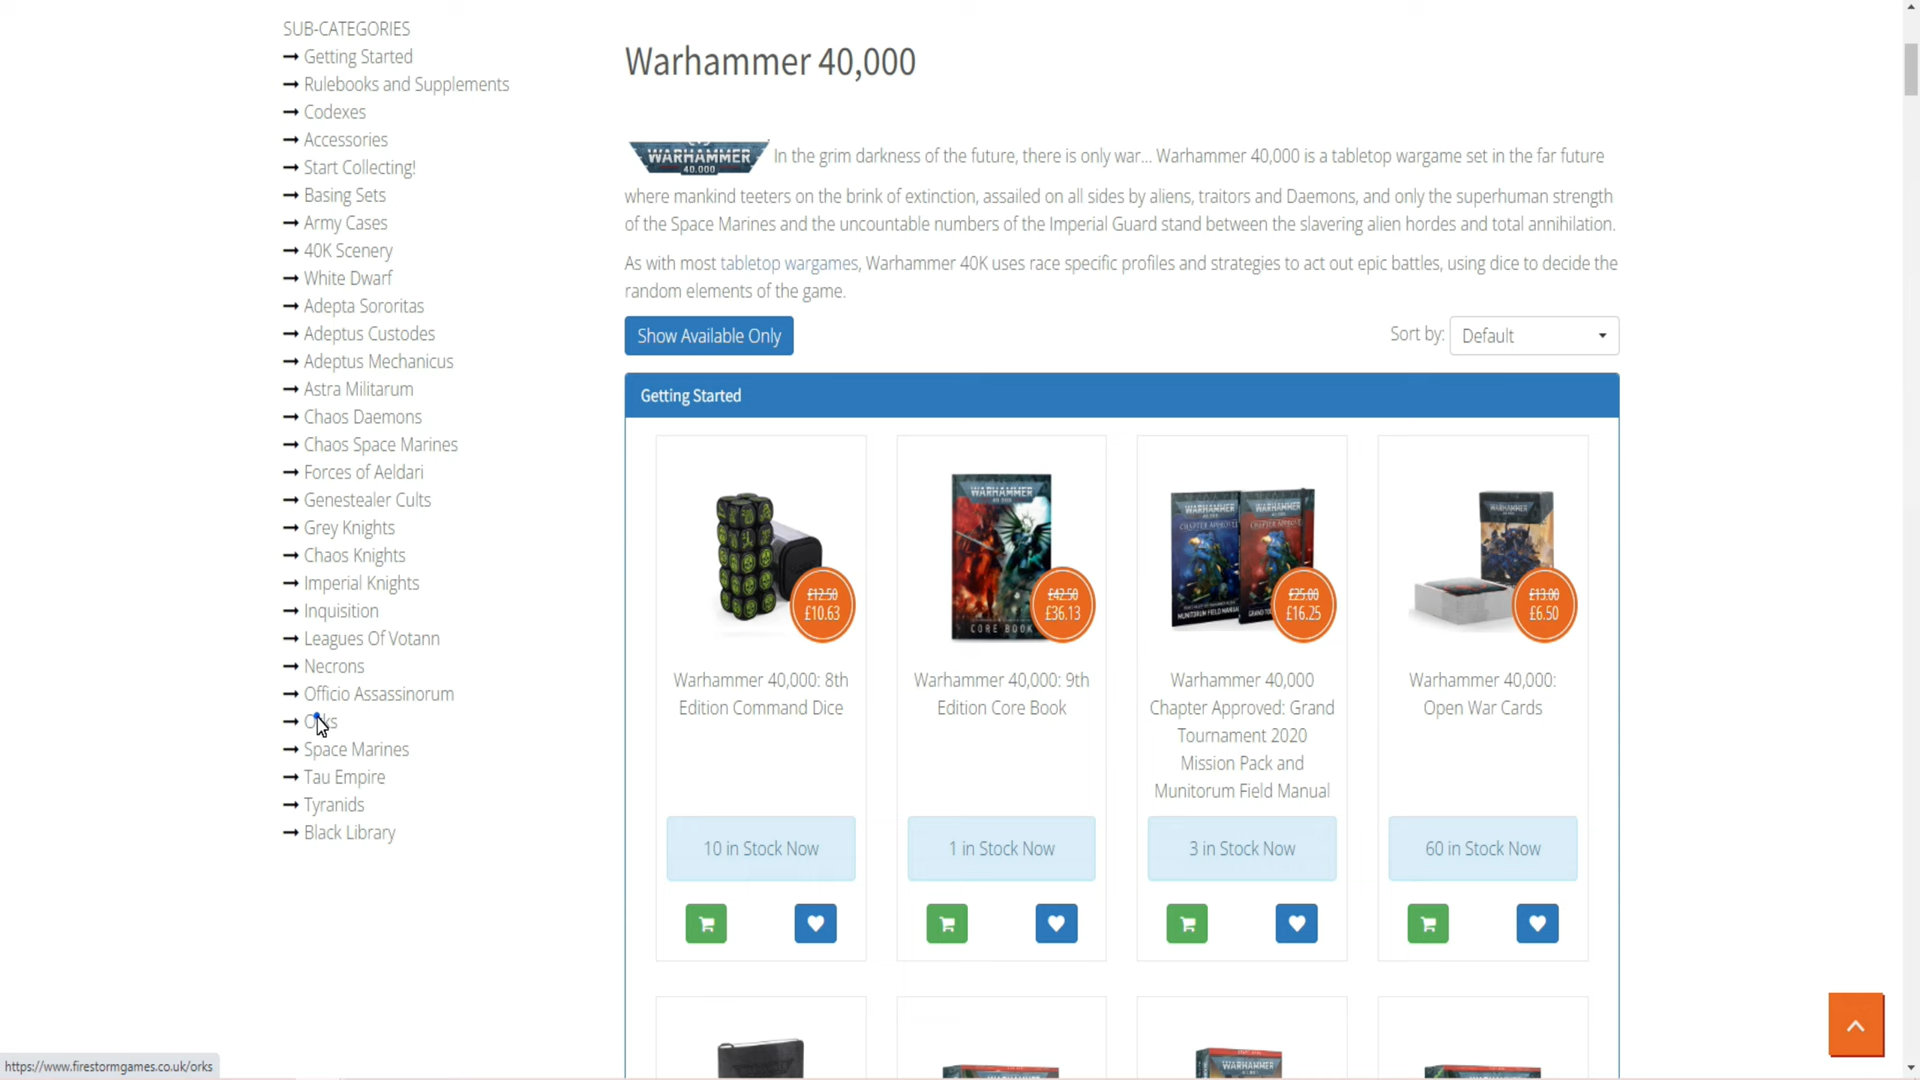 SUB-CATEGORIES
Getting Started
Rulebooks and Supplements
Codexes
Accessories
Start Collecting!
Basing Sets
Army Cases
40K Scenery
White Dwarf
Adepta Sororitas
Adeptus Custodes
Adeptus Mechanicus
Astra Militarum
Chaos Daemons
Chaos Space Marines
Forces of Aeldari
Genestealer Cults
Grey Knights
Chaos Knights
Imperial Knights
Inquisition
Leagues Of Votann
Necrons
Officio Assassinorum
Orks
Space Marines
Tau Empire
Tyranids
Black Library
Warhammer 40,000
WARHAMMER
40,000
In the grim darkness of the future, there is only war... Warhammer 40,000 is a tabletop wargame set in the far future
where mankind teeters on the brink of extinction, assailed on all sides by aliens, traitors and Daemons, and only the superhuman strength
of the Space Marines and the uncountable numbers of the Imperial Guard stand between the slavering alien hordes and total annihilation.
As with most tabletop wargames, Warhammer 40K uses race specific profiles and strategies to act out epic battles, using dice to decide the
random elements of the game.
Show Available Only
Sort by: Default
Getting Started
£12.50
£10.63
WARHAMMER
CORE BOOK
£42.50
£36.13
WARHAMMER
CHAPTER APPROVED
MUNITORUM FIELD MANUAL
WARHAMMER
£25.00
£16.25
WARHAMMER
£13.00
£6.50
Warhammer 40,000: 8th
Edition Command Dice
Warhammer 40,000: 9th
Edition Core Book
Warhammer 40,000
Chapter Approved: Grand
Tournament 2020
Mission Pack and
Munitorum Field Manual
Warhammer 40,000:
Open War Cards
10 in Stock Now
1 in Stock Now
3 in Stock Now
60 in Stock Now
WARHAMMER
WARHAMMER
WARHAMMER
https://www.firestormgames.co.uk/orks